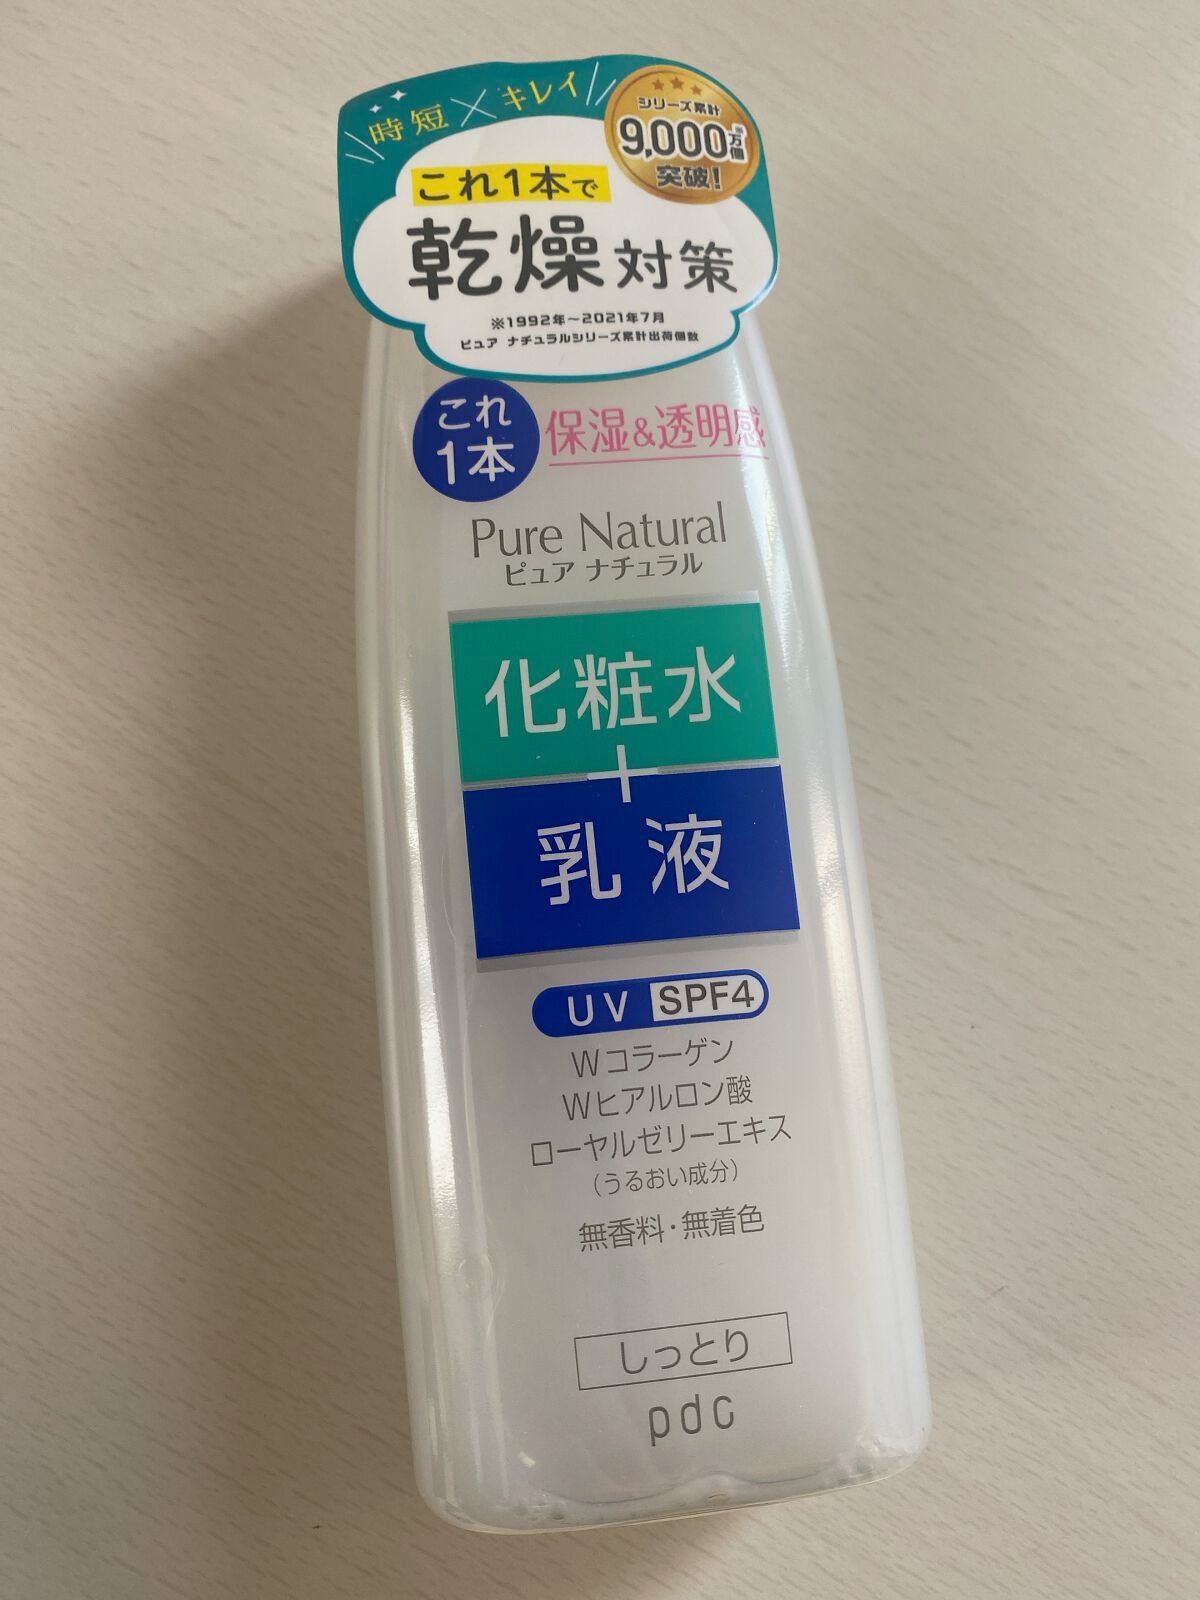 時短×キレイ
シリーズ累計
9,000万個※
突破!
これ1本で
乾燥対策
※1992年~2021年7月
ピュア ナチュラルシリーズ累計出荷個数
これ
1本
保湿&透明感
Pure Natural
ピュア ナチュラル
化粧水
+
乳液
UV SPF4
Wコラーゲン
Wヒアルロン酸
ローヤルゼリーエキス
(うるおい成分)
無香料・無着色
しっとり
pdc